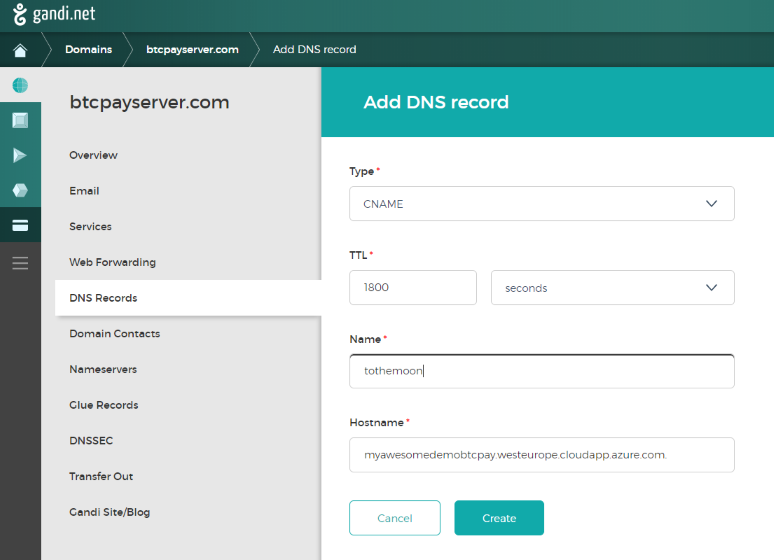 gandi.net
Domains btcpayserver.com Add DNS record
btcpayserver.com
Overview
Email
Services
Web Forwarding
DNS Records
Domain Contacts
Nameservers
Glue Records
DNSSEC
Transfer Out
Gandi Site/Blog
Add DNS record
Type *
CNAME
TTL *
1800 seconds
Name *
tothemoon
Hostname *
myawesomedemobtcpay.westeurope.cloudapp.azure.com.
Cancel Create